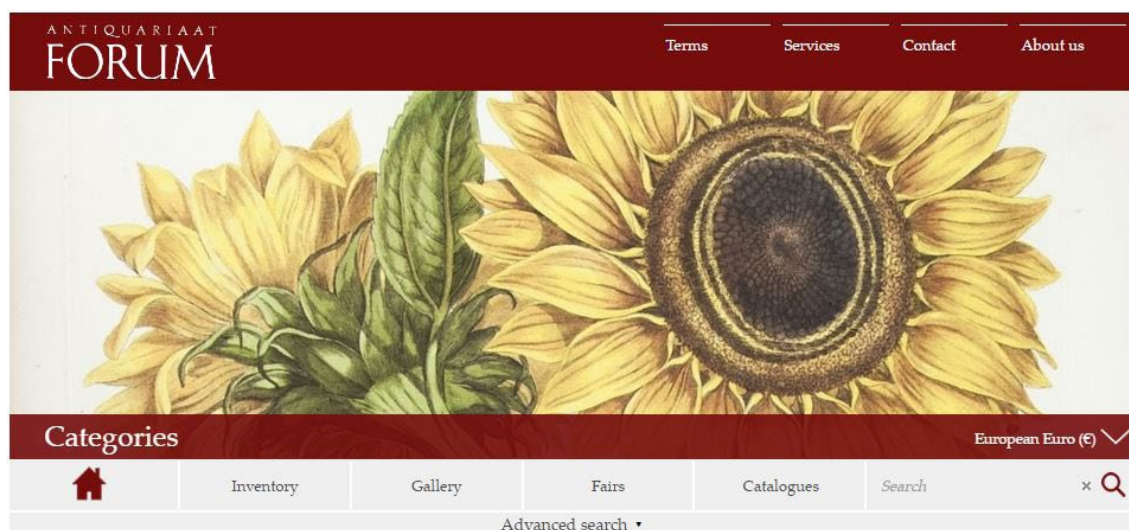 ANTIQUARIAAT
FORUM
Terms Services Contact About us
Categories
European Euro (€)
Inventory Gallery Fairs Catalogues Search ×
Advanced search ▾